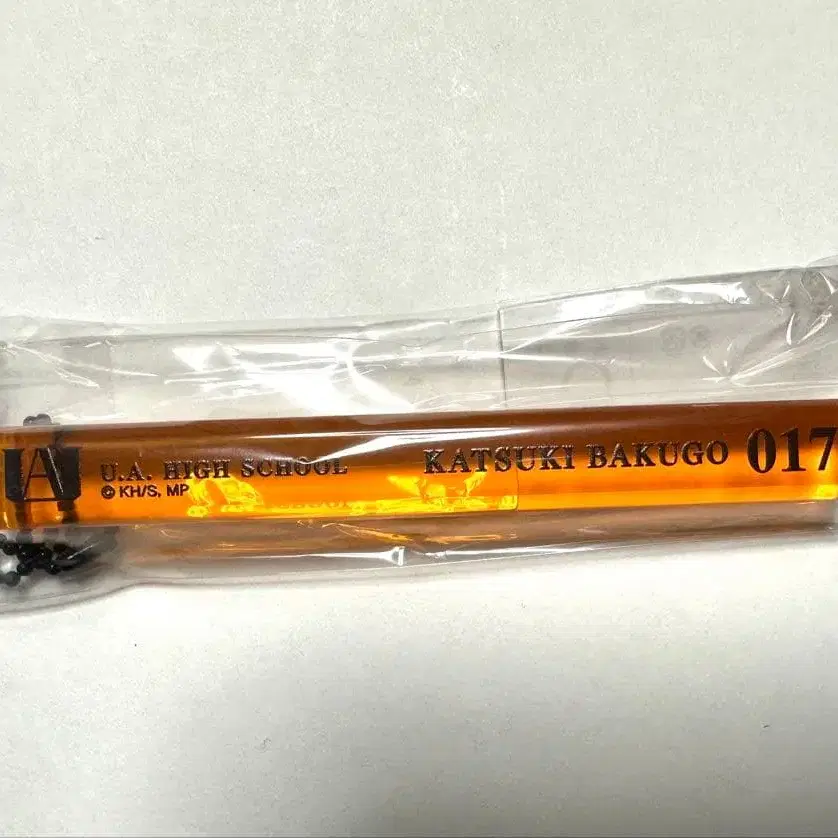 UA U.A. HIGH SCHOOL KATSUKI BAKUGO 017
© KH/S, MP